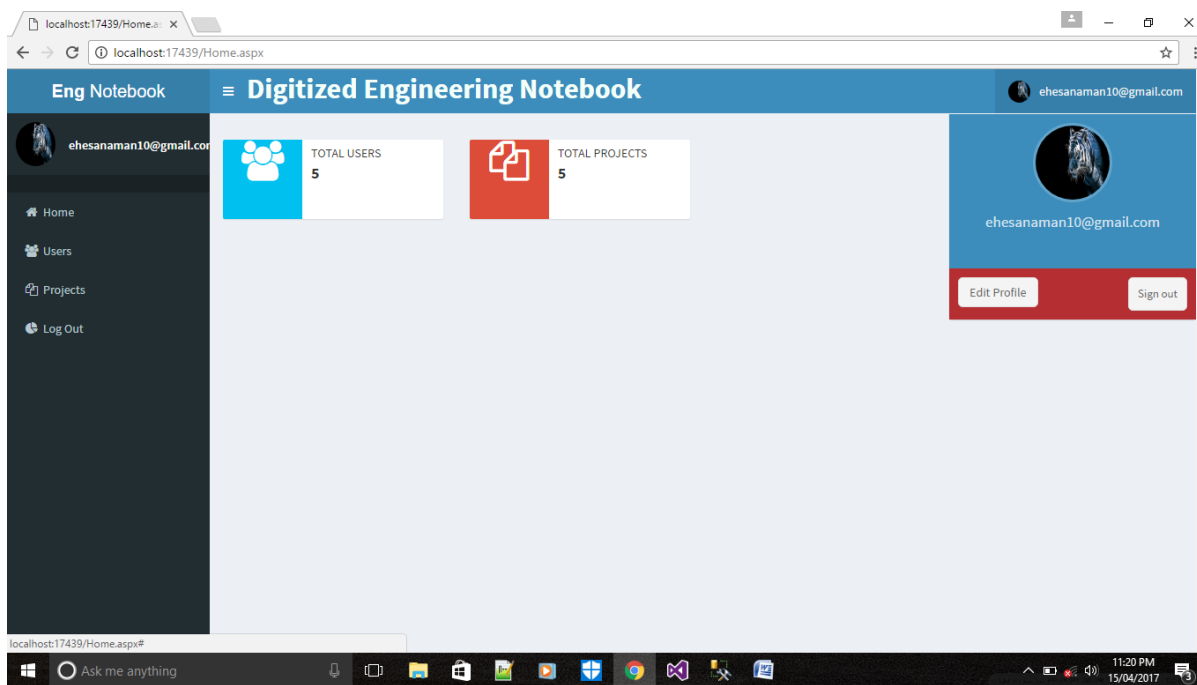 localhost:17439/Home.a
localhost:17439/Home.aspx
Eng Notebook
Digitized Engineering Notebook
ehesanaman10@gmail.com
ehesanaman10@gmail.cor
TOTAL USERS
5
TOTAL PROJECTS
5
ehesanaman10@gmail.com
Home
Users
Projects
Log Out
Edit Profile
Sign out
localhost:17439/Home.aspx#
Ask me anything
11:20 PM
15/04/2017
3